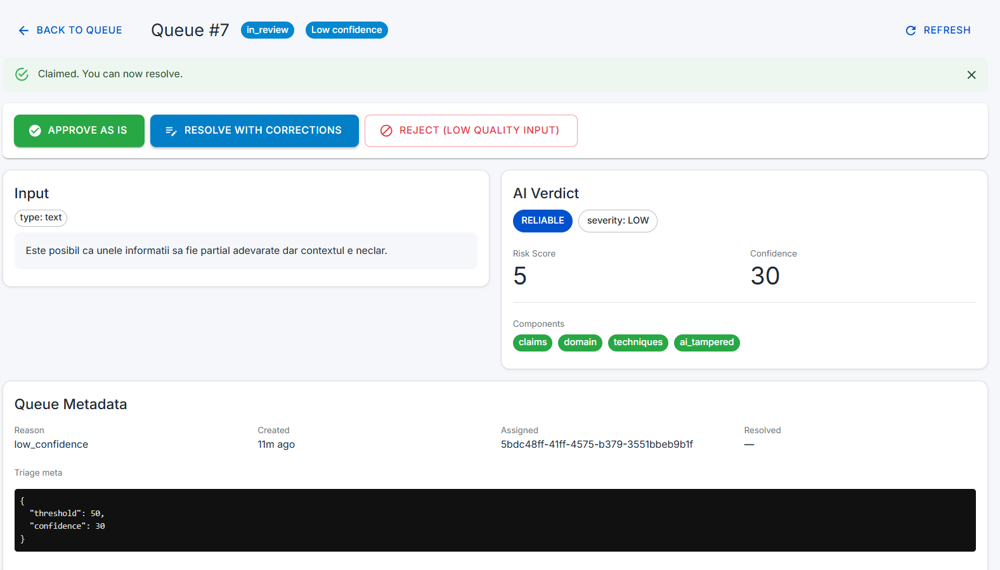 BACK TO QUEUE
Queue #7
in_review
Low confidence
REFRESH
Claimed. You can now resolve.
APPROVE AS IS
RESOLVE WITH CORRECTIONS
REJECT (LOW QUALITY INPUT)
Input
type: text
Este posibil ca unele informatii sa fie partial adevarate dar contextul e neclar.
AI Verdict
RELIABLE
severity: LOW
Risk Score
5
Confidence
30
Components
claims
domain
techniques
ai_tampered
Queue Metadata
Reason
low_confidence
Created
11m ago
Assigned
5bdc48ff-41ff-4575-b379-3551bbeb9b1f
Resolved
—
Triage meta
{
"threshold": 50,
"confidence": 30
}